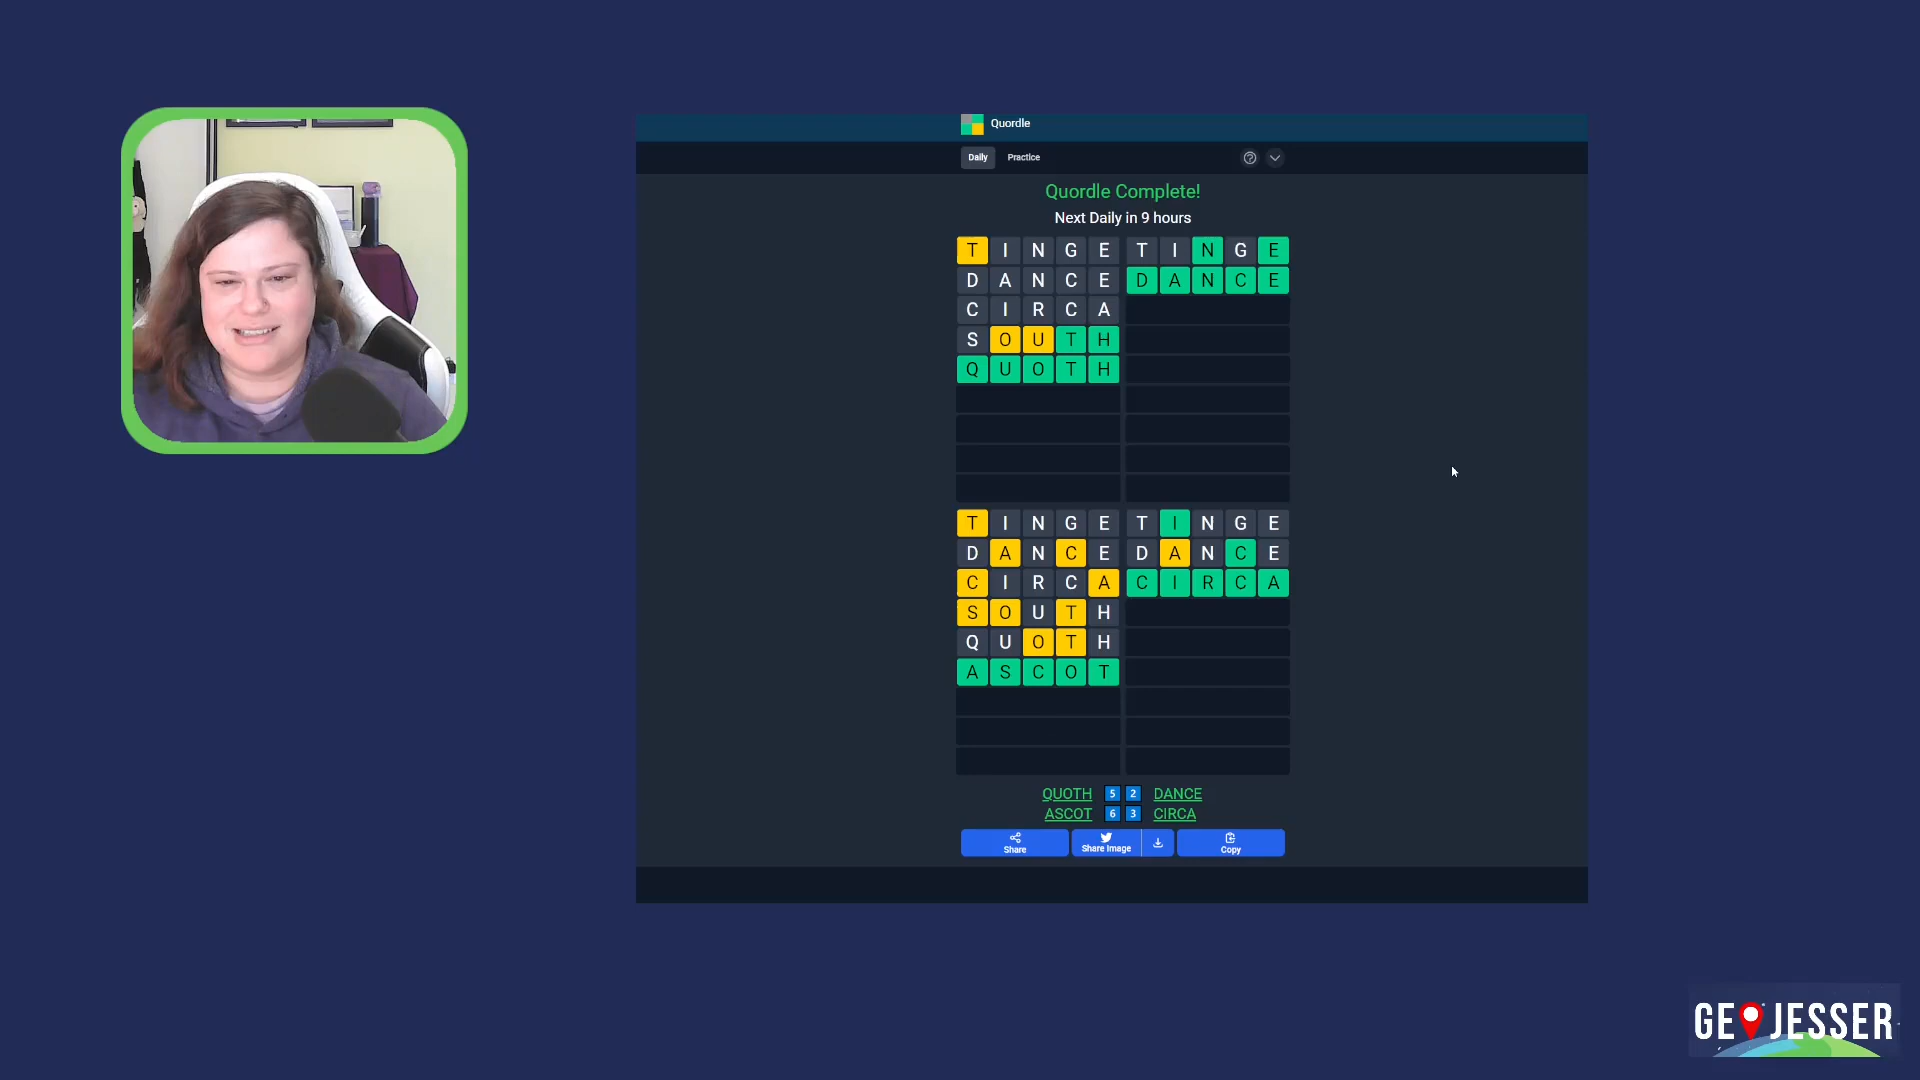 Quordle
Daily Practice
Quordle Complete!
Next Daily in 9 hours
TINGE TINGE
DANCE DANCE
CIRCA
SOUTH
QUOTH
TINGE TINGE
DANCE DANCE
CIRCA CIRCA
SOUTH
QUOTH
ASCOT
QUOTH 5 2 DANCE
ASCOT 6 3 CIRCA
Share Share Image Copy
GEOJESSER